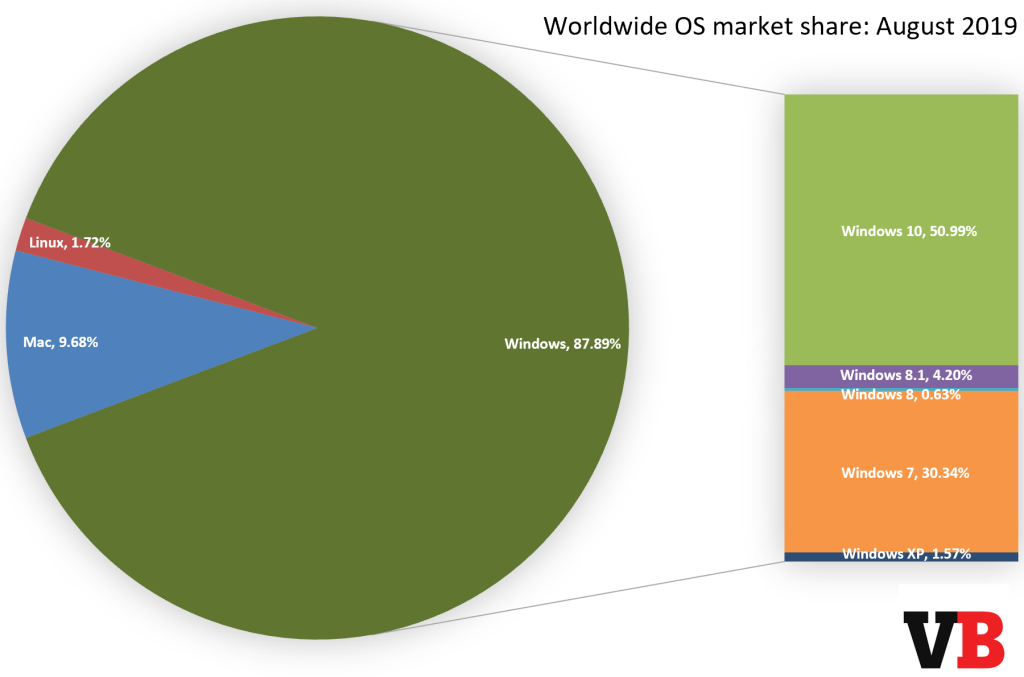 Worldwide OS market share: August 2019
Linux, 1.72%
Mac, 9.68%
Windows, 87.89%
Windows 10, 50.99%
Windows 8.1, 4.20%
Windows 8, 0.63%
Windows 7, 30.34%
Windows XP, 1.57%
VB